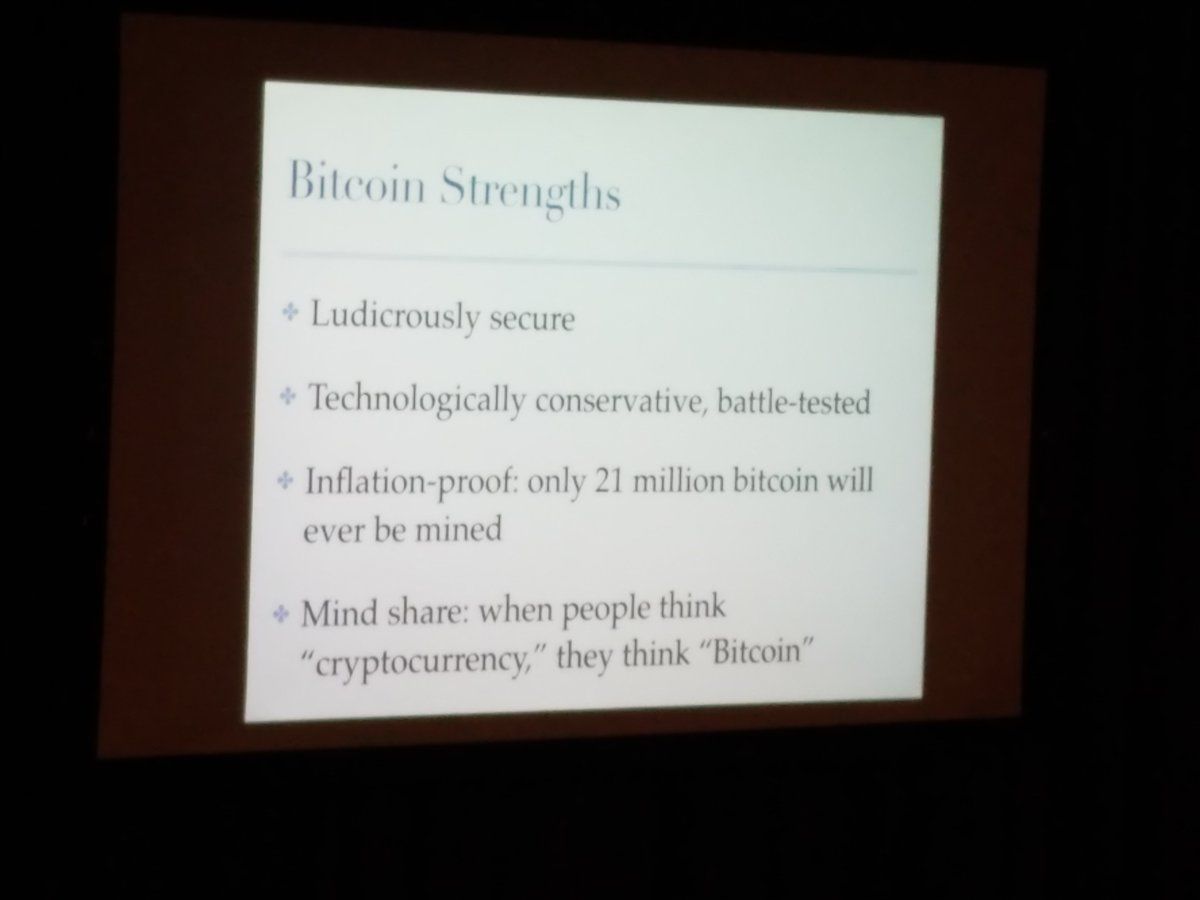 Bitcoin Strengths
Ludicrously secure
Technologically conservative, battle-tested
Inflation-proof: only 21 million bitcoin will
ever be mined
Mind share: when people think
“cryptocurrency,” they think “Bitcoin”